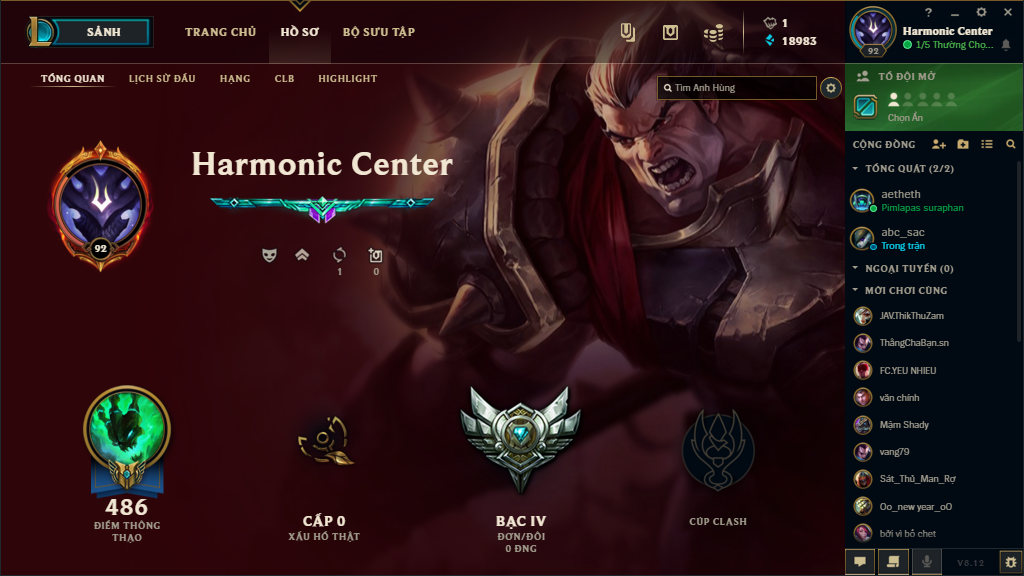 SẢNH
TRANG CHỦ
HỒ SƠ
BỘ SƯU TẬP
1
18983
?
Harmonic Center
1/5 Thường Chọ...
92
TỔNG QUAN
LỊCH SỬ ĐẤU
HẠNG
CLB
HIGHLIGHT
Tìm Anh Hùng
TỔ ĐỘI MỞ
Chọn Ẩn
CỘNG ĐỒNG
Harmonic Center
92
1
0
TỔNG QUÁT (2/2)
aetheth
Pimlapas suraphan
abc_sac
Trong trận
NGOẠI TUYẾN (0)
MỚI CHƠI CÙNG
JAV.ThikThuZam
ThằngChaBạn.sn
FC.YEU NHIEU
văn chính
Mậm Shady
vang79
Sát_Thủ_Man_Rợ
Oo_new year_oO
bởi vì bồ chet
486
ĐIỂM THÔNG
THẠO
CẤP 0
XẤU HỔ THẬT
BẠC IV
ĐƠN/ĐÔI
0 ĐNG
CÚP CLASH
V8.12